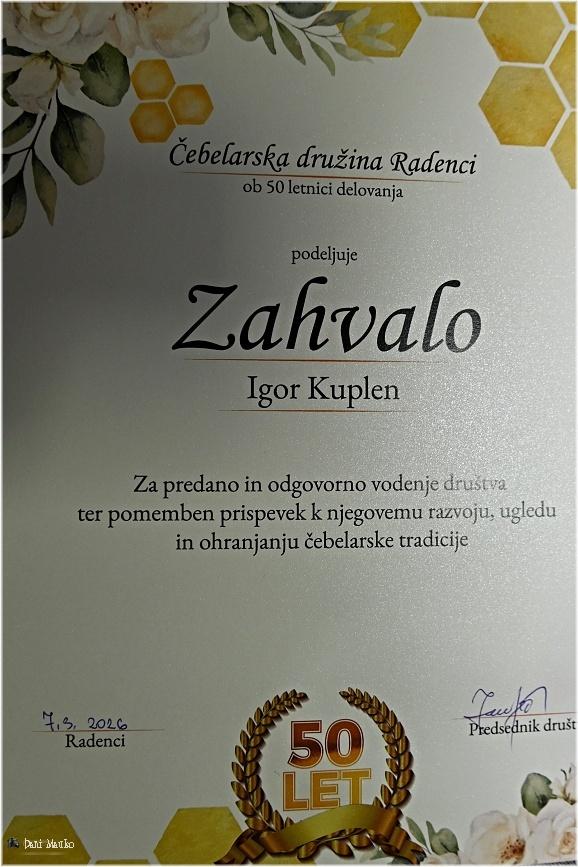 Čebelarska družina Radenci
ob 50 letnici delovanja
podeljuje
Zahvalo
Igor Kuplen
Za predano in odgovorno vodenje društva
ter pomemben prispevek k njegovemu razvoju, ugledu
in ohranjanju čebelarske tradicije
7.3.2026
Radenci
Predsednik društ
50
LET